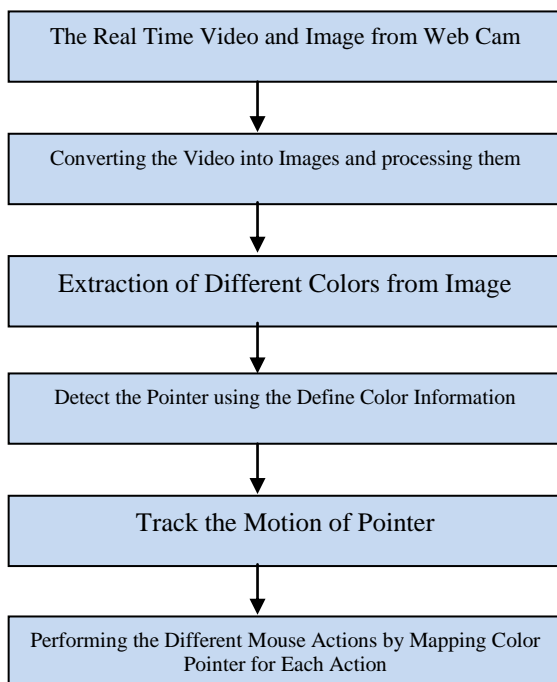 The Real Time Video and Image from Web Cam
Converting the Video into Images and processing them
Extraction of Different Colors from Image
Detect the Pointer using the Define Color Information
Track the Motion of Pointer
Performing the Different Mouse Actions by Mapping Color
Pointer for Each Action